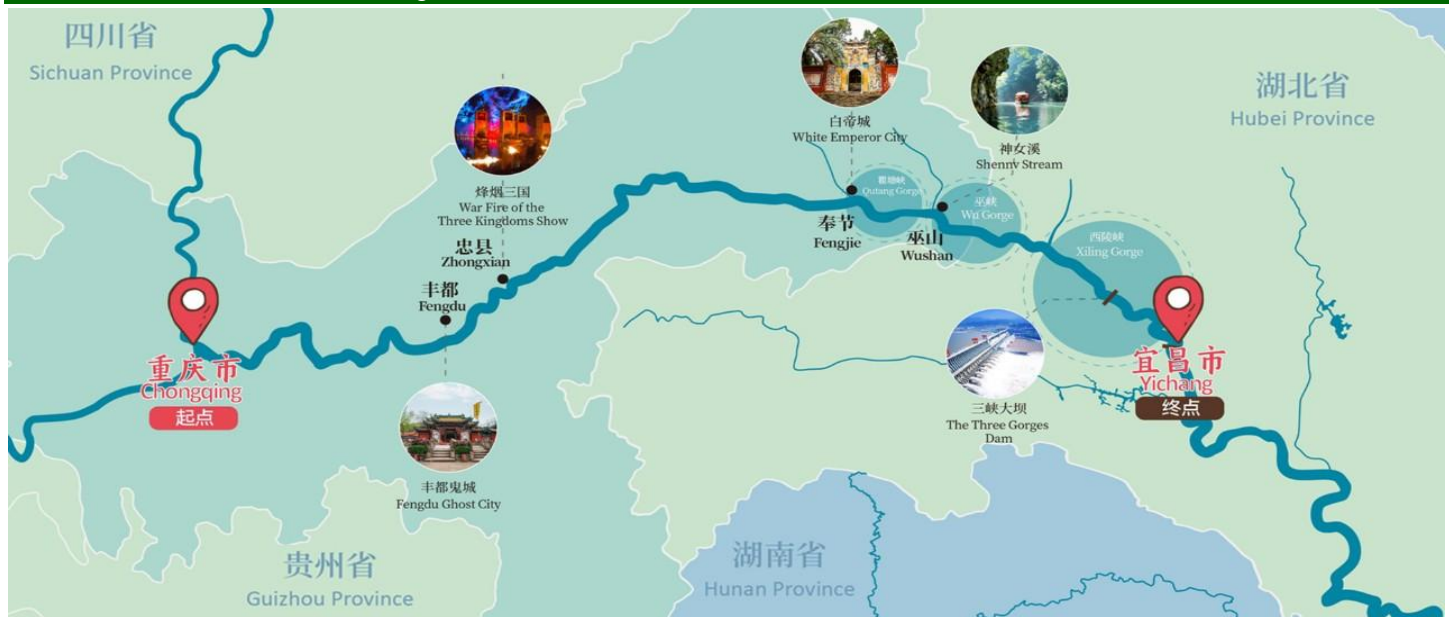 四川省
Sichuan Province
白帝城
White Emperor City
神女溪
Shennv Stream
湖北省
Hubei Province
烽烟三国
War Fire of the
Three Kingdoms Show
瞿塘峡
Qutang Gorge
巫峡
Wu Gorge
奉节
Fengjie
巫山
Wushan
西陵峡
Xiling Gorge
忠县
Zhongxian
丰都
Fengdu
重庆市
Chongqing
起点
宜昌市
Yichang
终点
三峡大坝
The Three Gorges
Dam
丰都鬼城
Fengdu Ghost City
贵州省
Guizhou Province
湖南省
Hunan Province